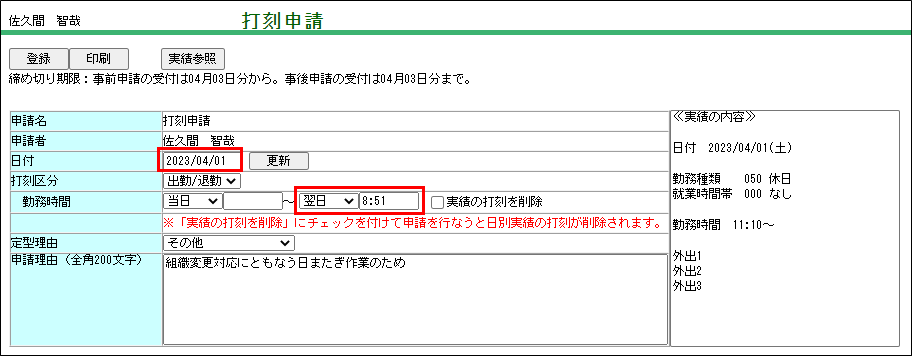 佐久間　智哉
打刻申請
登録 印刷 実績参照
締め切り期限：事前申請の受付は04月03日分から。事後申請の受付は04月03日分まで。
申請名 打刻申請
申請者 佐久間　智哉
日付 2023/04/01 更新
打刻区分 出勤/退勤
勤務時間 当日 ～ 翌日 8:51 実績の打刻を削除
※「実績の打刻を削除」にチェックを付けて申請を行なうと日別実績の打刻が削除されます。
定型理由 その他
申請理由（全角200文字） 組織変更対応にともなう日またぎ作業のため
≪実績の内容≫
日付　2023/04/01(土)
勤務種類　050 休日
就業時間帯　000 なし
勤務時間　11:10～
外出1
外出2
外出3